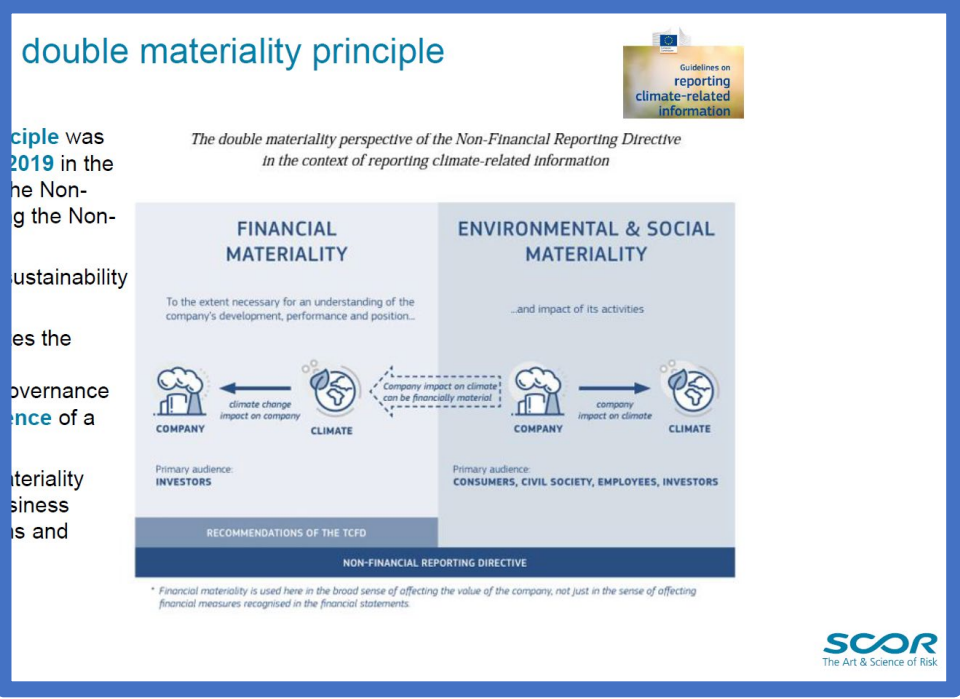 double materiality principle
Guidelines on
reporting
climate-related
information
ciple was
2019 in the
he Non-
g the Non-
sustainability
es the
overnance
ence of a
teriality
siness
s and
The double materiality perspective of the Non-Financial Reporting Directive
in the context of reporting climate-related information
FINANCIAL
MATERIALITY
To the extent necessary for an understanding of the
company's development, performance and position...
climate change
impact on company
COMPANY
CLIMATE
Primary audience:
INVESTORS
Company impact on climate
can be financially material
ENVIRONMENTAL & SOCIAL
MATERIALITY
...and impact of its activities
company
impact on climate
COMPANY
CLIMATE
Primary audience:
CONSUMERS, CIVIL SOCIETY, EMPLOYEES, INVESTORS
RECOMMENDATIONS OF THE TCFD
NON-FINANCIAL REPORTING DIRECTIVE
* Financial materiality is used here in the broad sense of affecting the value of the company, not just in the sense of affecting
financial measures recognised in the financial statements.
SCOR
The Art & Science of Risk